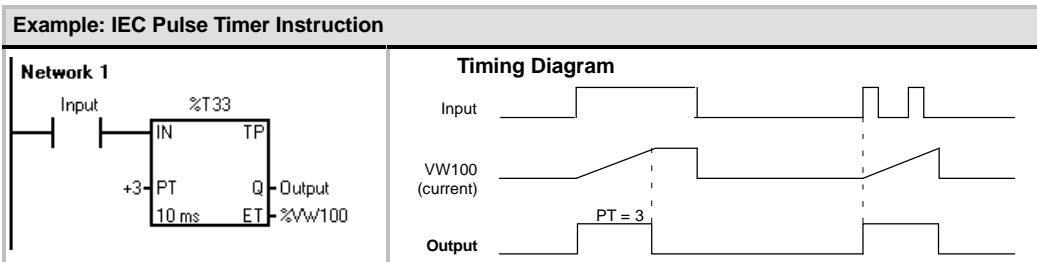 Example: IEC Pulse Timer Instruction
Network 1
Input
%T33
IN TP
+3 PT Q Output
10 ms ET %VW100
Timing Diagram
Input
VW100
(current)
PT = 3
Output